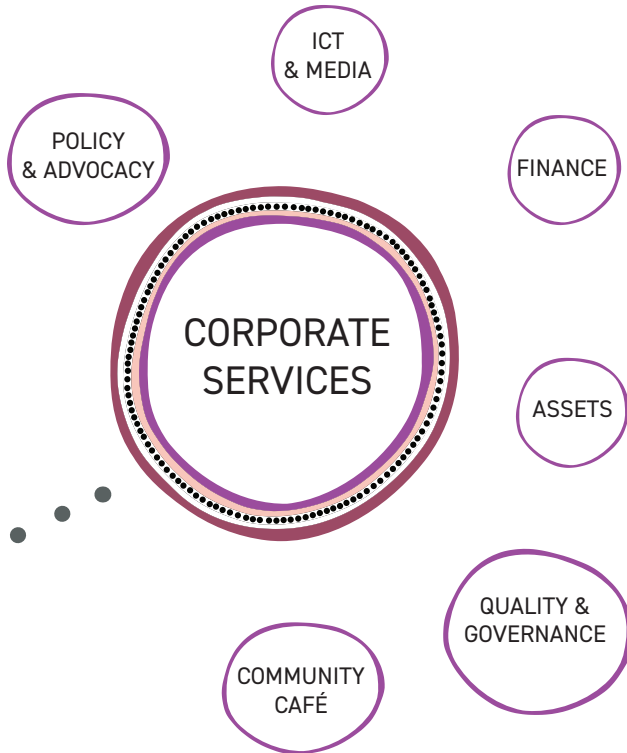 ICT
& MEDIA
POLICY
& ADVOCACY
FINANCE
CORPORATE
SERVICES
ASSETS
QUALITY &
GOVERNANCE
COMMUNITY
CAFÉ